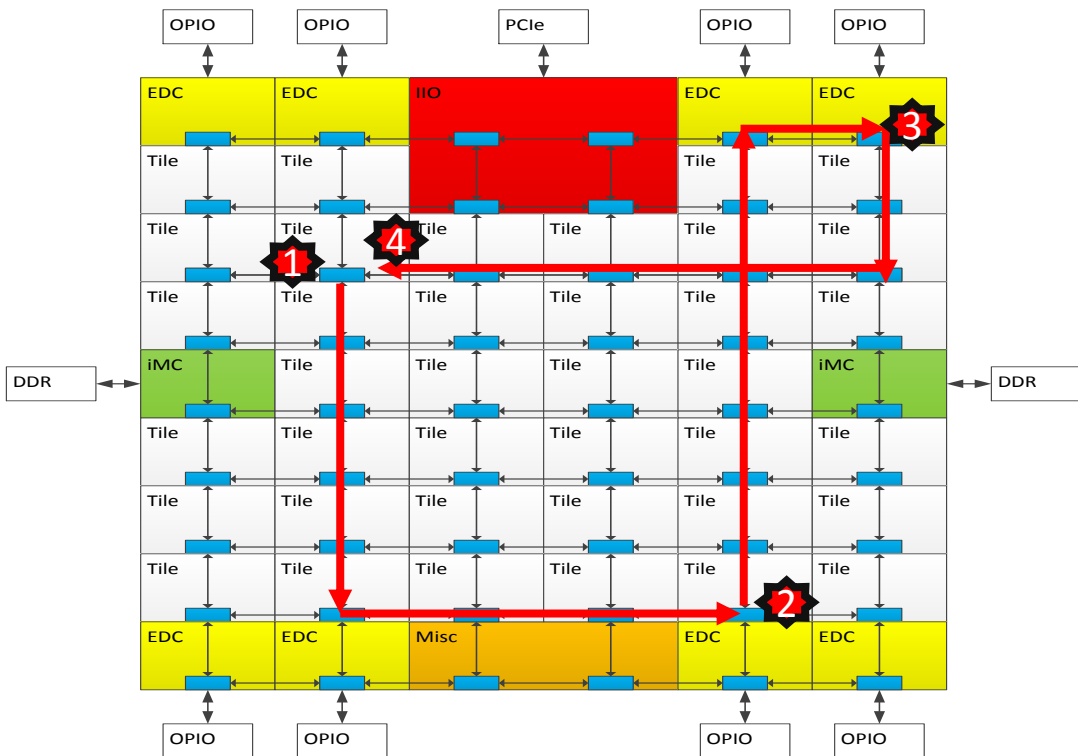 OPIO OPIO PCIe OPIO OPIO
EDC EDC IIO EDC EDC
3
Tile Tile Tile Tile
Tile Tile Tile Tile Tile Tile
1 4
Tile Tile Tile Tile Tile Tile
iMC Tile Tile Tile Tile iMC
DDR DDR
Tile Tile Tile Tile Tile Tile
Tile Tile Tile Tile Tile Tile
Tile Tile Tile Tile Tile Tile
2
EDC EDC Misc EDC EDC
OPIO OPIO OPIO OPIO